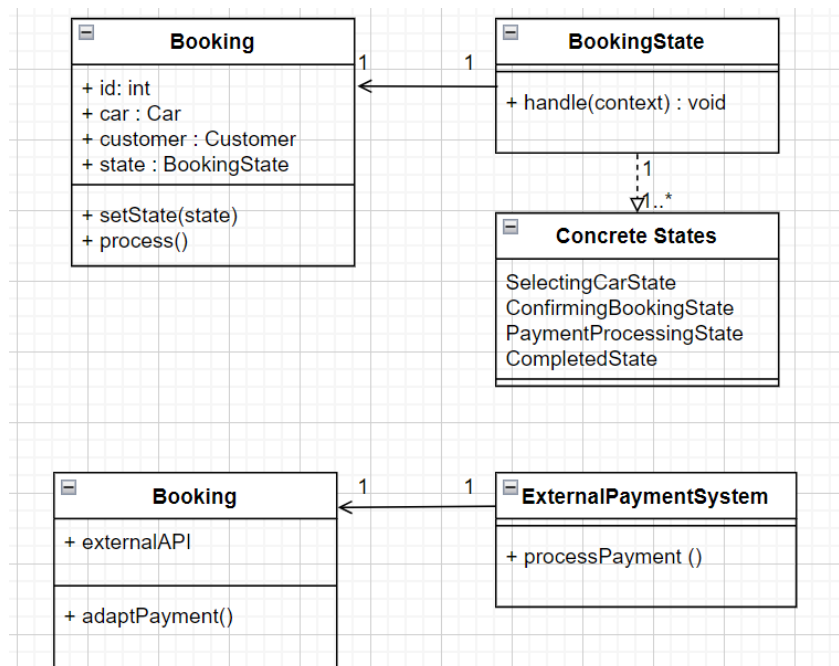 Booking
+ id: int
+ car : Car
+ customer : Customer
+ state : BookingState
+ setState(state)
+ process()
1
1
BookingState
+ handle(context) : void
1
1..*
Concrete States
SelectingCarState
ConfirmingBookingState
PaymentProcessingState
CompletedState
Booking
+ externalAPI
+ adaptPayment()
1
1
ExternalPaymentSystem
+ processPayment ()